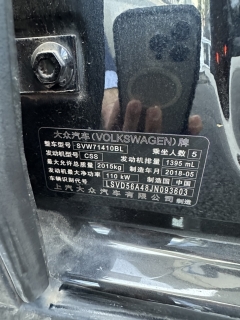 大众汽车(VOLKSWAGEN)牌
整车型号 SVW71410BL 乘坐人数 5
发动机型号 CSS 发动机排量 1395 mL
最大允许总质量 2015kg 制造年月 2018-05
发动机最大净功率 110 kW 制造国 中国
车辆识别代号 LSVD56A48JN093603
上汽大众汽车有限公司 制造